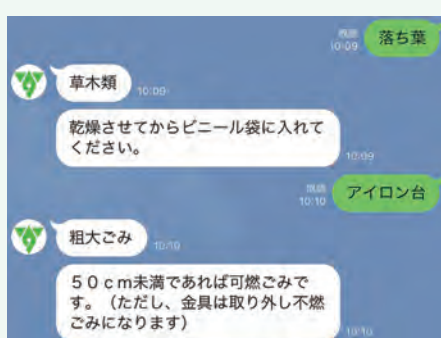 既読
10:09
落ち葉
草木類
10:09
乾燥させてからビニール袋に入れて
ください。
10:09
既読
10:10
アイロン台
粗大ごみ
10:10
50cm未満であれば可燃ごみで
す。(ただし、金具は取り外し不燃
ごみになります)
10:10